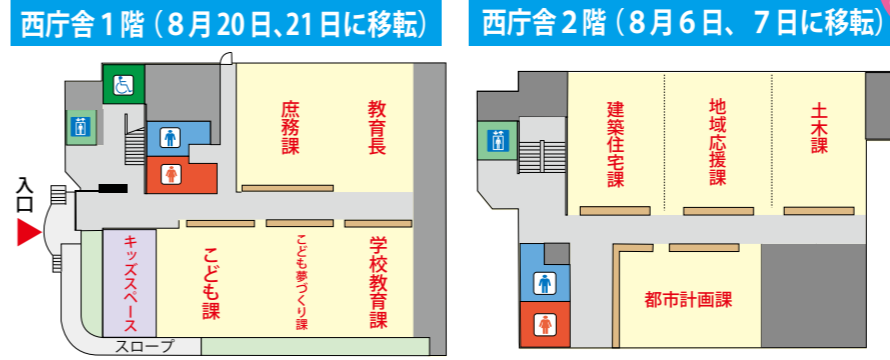 西庁舎1階(8月20日、21日に移転)
庶務課
教育長
入口
キッズスペース
こども課
こども夢づくり課
学校教育課
スロープ
西庁舎2階(8月6日、7日に移転)
建築住宅課
地域応援課
土木課
都市計画課